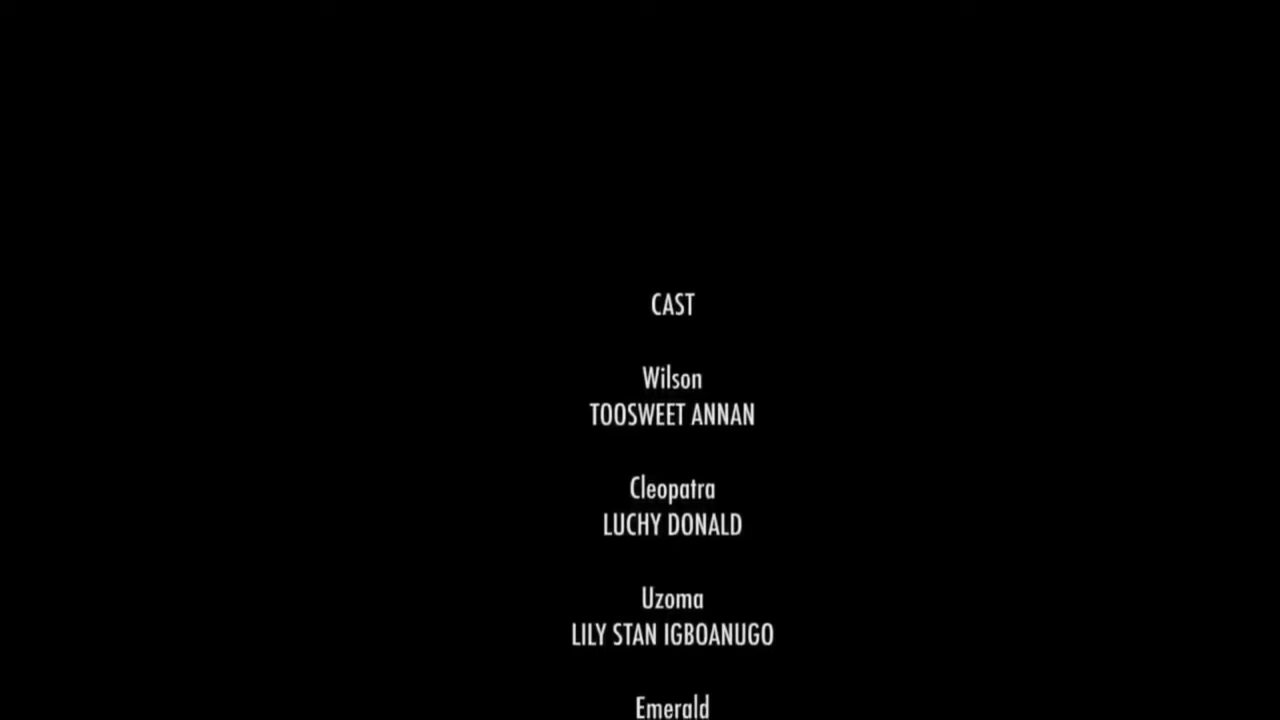 CAST
Wilson
TOOSWEET ANNAN
Cleopatra
LUCHY DONALD
Uzoma
LILY STAN IGBOANUGO
Emerald